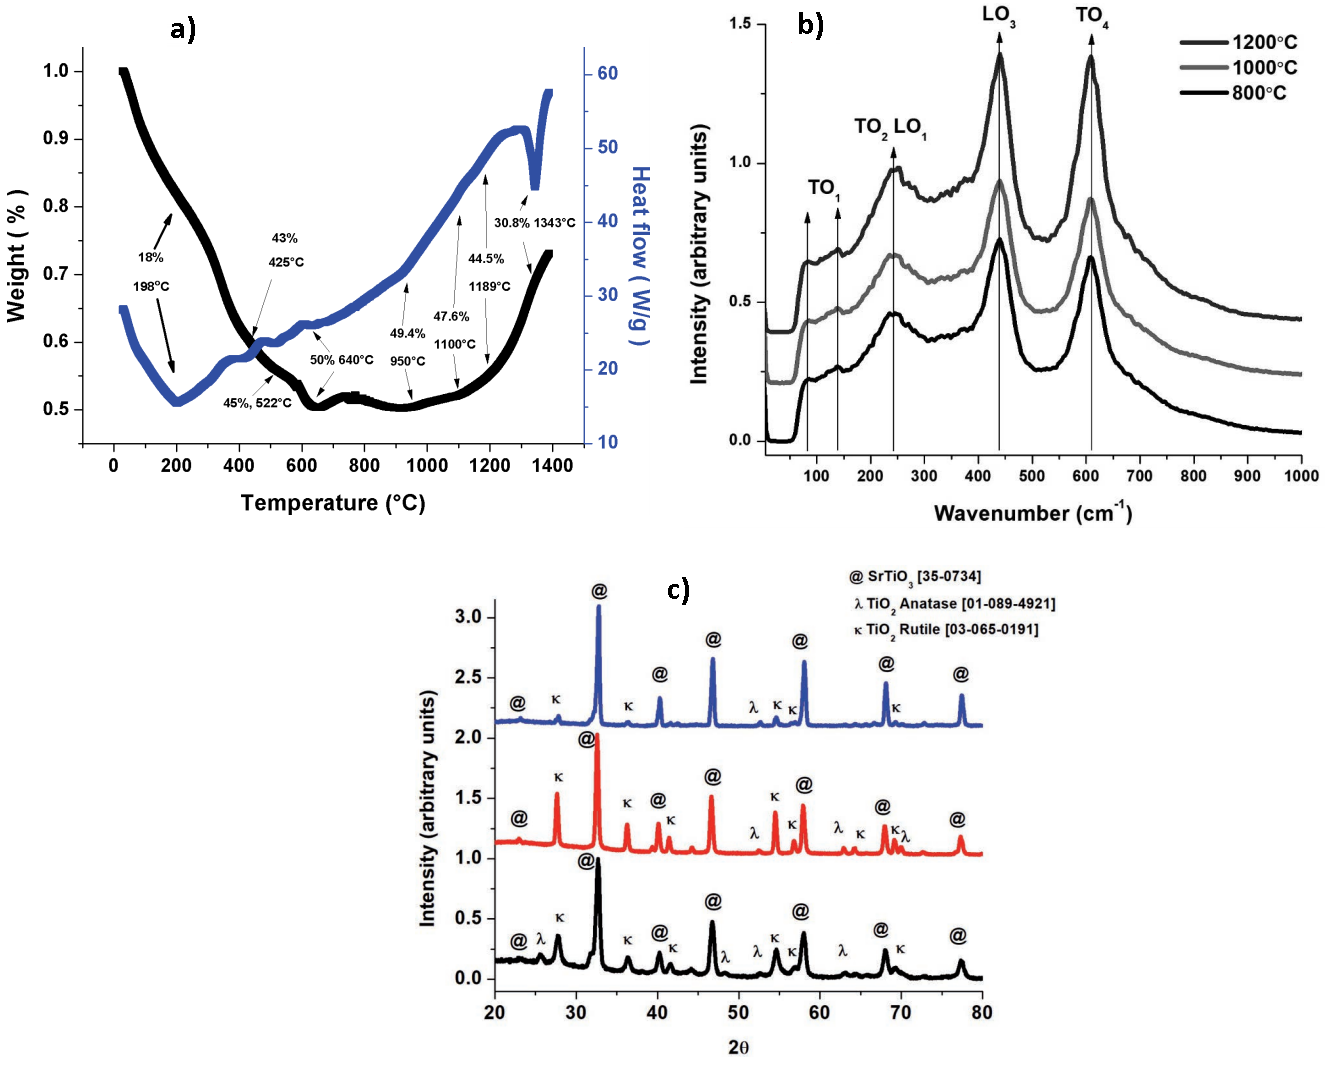 a)
1.0
0.9
0.8
0.7
0.6
0.5
Weight ( % )
60
50
40
30
20
10
Heat flow ( W/g )
18%
198°C
43%
425°C
45%, 522°C
50% 640°C
49.4%
950°C
47.6%
1100°C
44.5%
1189°C
30.8% 1343°C
0 200 400 600 800 1000 1200 1400
Temperature (°C)
b)
LO3
TO4
TO2 LO1
TO1
1200°C
1000°C
800°C
1.5
1.0
0.5
0.0
Intensity (arbitrary units)
100 200 300 400 500 600 700 800 900 1000
Wavenumber (cm-1)
c)
@ SrTiO3 [35-0734]
λ TiO2 Anatase [01-089-4921]
κ TiO2 Rutile [03-065-0191]
3.0
2.5
2.0
1.5
1.0
0.5
0.0
Intensity (arbitrary units)
@ κ @ κ @ @ λ κ κ @ @ κ @
@ κ @ κ @ κ @ λ κ κ @ λ κ @ κ λ @
@ λ κ @ κ @ κ @ λ λ κ κ @ λ @ κ @
20 30 40 50 60 70 80
2θ